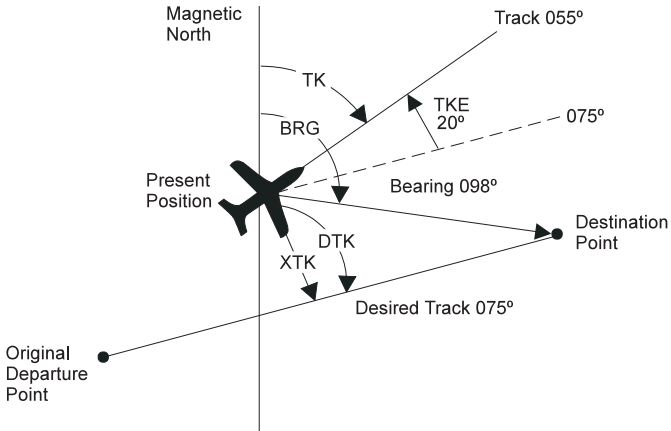 Magnetic
North
Track 055º
TK
TKE
20º
075º
BRG
Present
Position
Bearing 098º
Destination
Point
DTK
XTK
Desired Track 075º
Original
Departure
Point